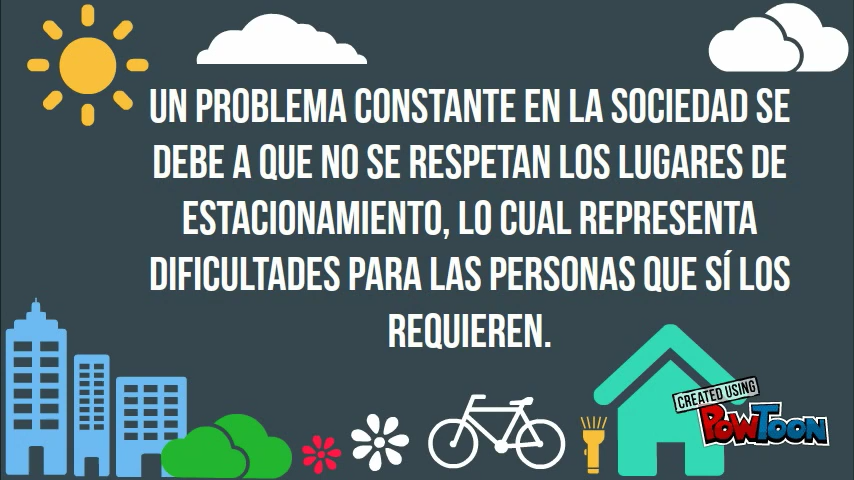 UN PROBLEMA CONSTANTE EN LA SOCIEDAD SE
DEBE A QUE NO SE RESPETAN LOS LUGARES DE
ESTACIONAMIENTO, LO CUAL REPRESENTA
DIFICULTADES PARA LAS PERSONAS QUE SÍ LOS
REQUIEREN.
CREATED USING
POWTOON